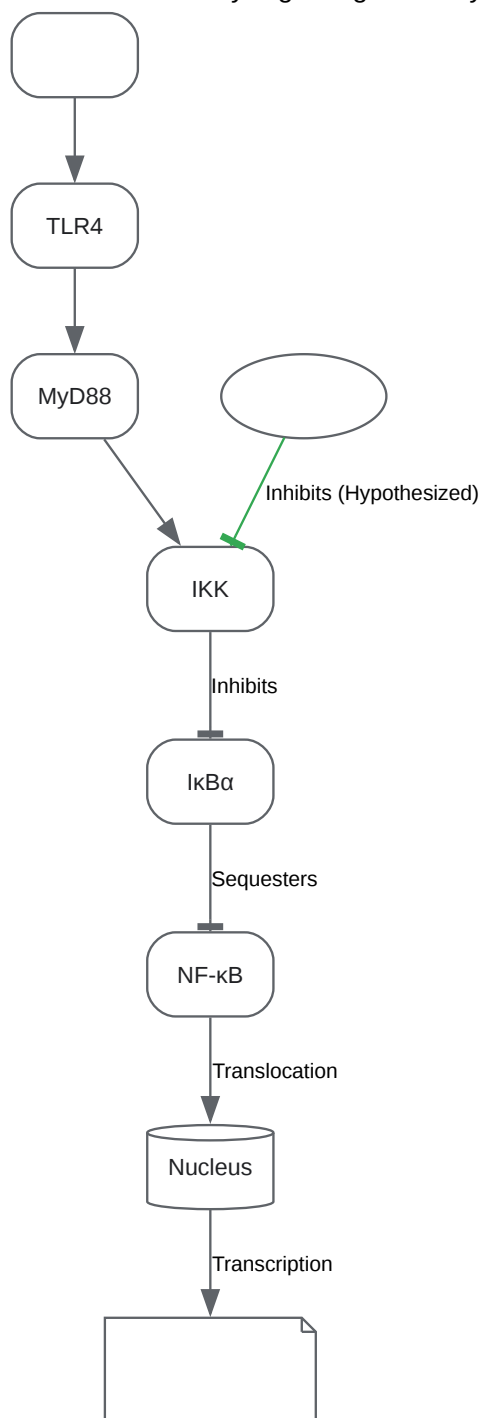 TLR4
MyD88
Inhibits (Hypothesized)
IKK
Inhibits
IκBα
Sequesters
NF-κB
Translocation
Nucleus
Transcription